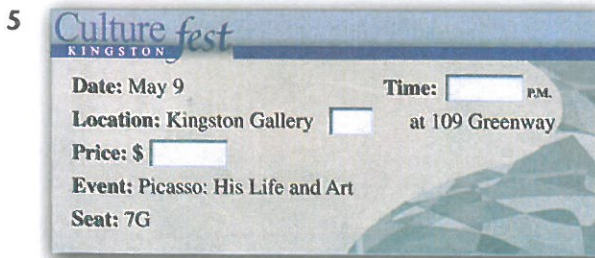 5
Culture fest
KINGSTON
Date: May 9 Time: P.M.
Location: Kingston Gallery at 109 Greenway
Price: $
Event: Picasso: His Life and Art
Seat: 7G